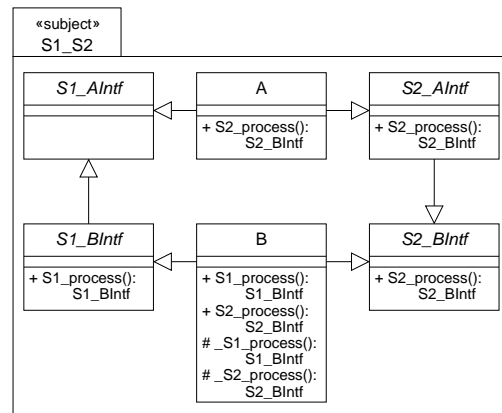 «subject»
S1_S2
S1_AIntf
A
+ S2_process():
S2_BIntf
S2_AIntf
+ S2_process():
S2_BIntf
S1_BIntf
+ S1_process():
S1_BIntf
B
+ S1_process():
S1_BIntf
+ S2_process():
S2_BIntf
# _S1_process():
S1_BIntf
# _S2_process():
S2_BIntf
S2_BIntf
+ S2_process():
S2_BIntf